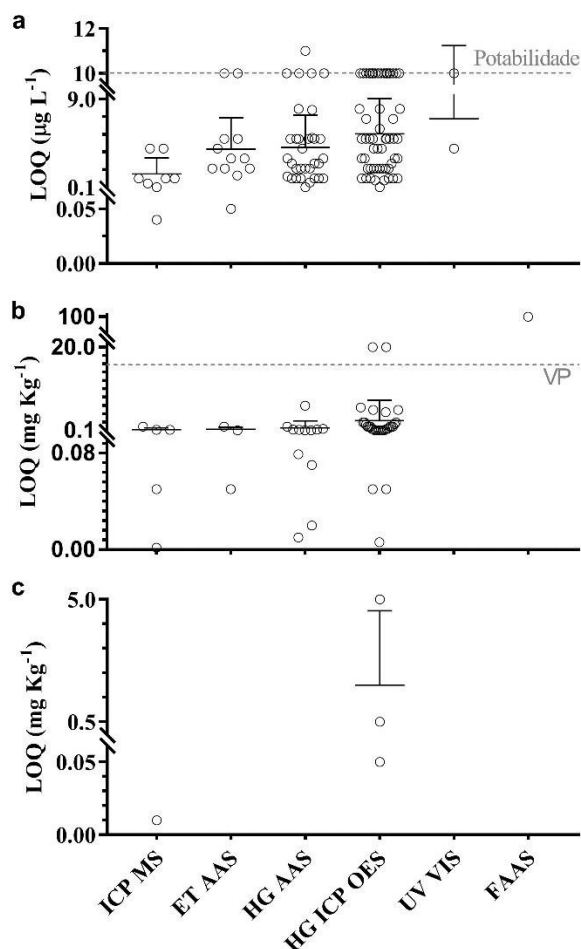 a
12
10
9.0
0.1
0.05
0.00
LOQ (µg L⁻¹)
Potabilidade
b
100
20.0
0.1
0.08
0.00
LOQ (mg Kg⁻¹)
VP
c
5.0
0.5
0.05
0.00
LOQ (mg Kg⁻¹)
ICP MS
ET AAS
HG AAS
HG ICP OES
UV VIS
FAAS